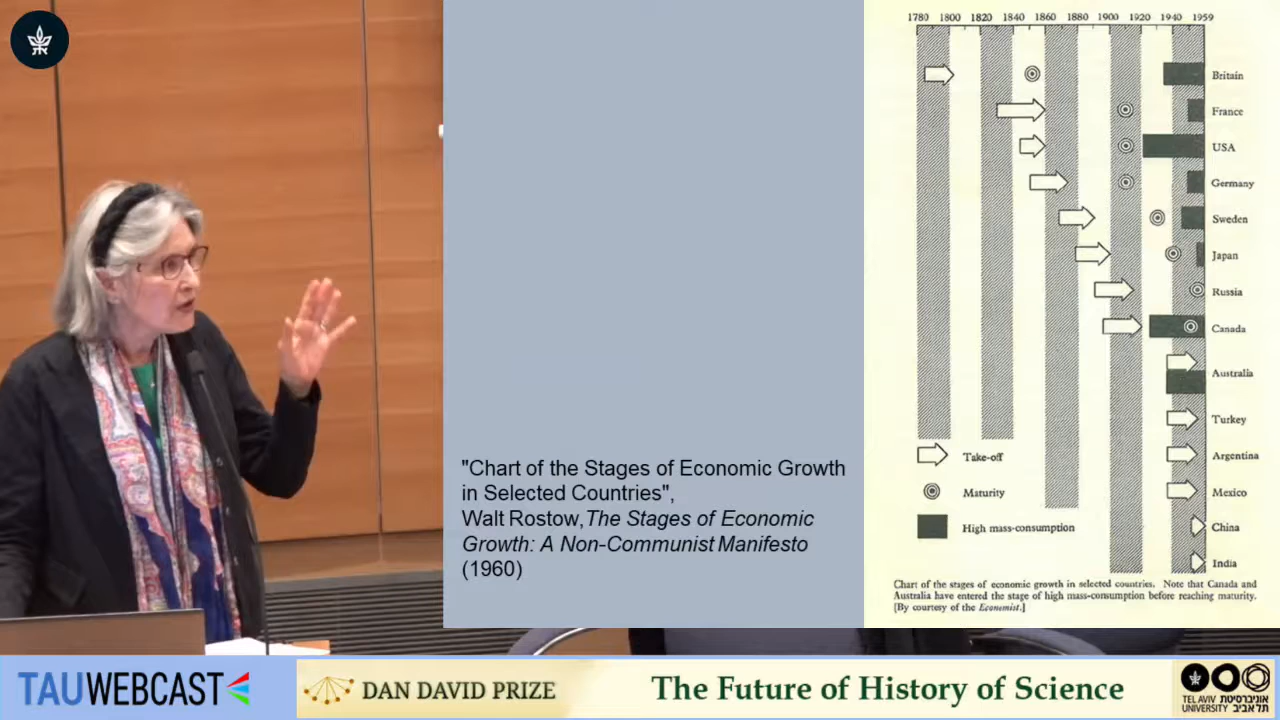 "Chart of the Stages of Economic Growth
in Selected Countries",
Walt Rostow, The Stages of Economic
Growth: A Non-Communist Manifesto
(1960)
1780 1800 1820 1840 1860 1880 1900 1920 1940 1959
Britain
France
USA
Germany
Sweden
Japan
Russia
Canada
Australia
Turkey
Argentina
Mexico
China
India
Take-off
Maturity
High mass-consumption
Chart of the stages of economic growth in selected countries. Note that Canada and
Australia have entered the stage of high mass-consumption before reaching maturity.
[By courtesy of the Economist.]
TAUWEBCAST
DAN DAVID PRIZE
The Future of History of Science
TEL AVIV אוניברסיטת
UNIVERSITY תל אביב